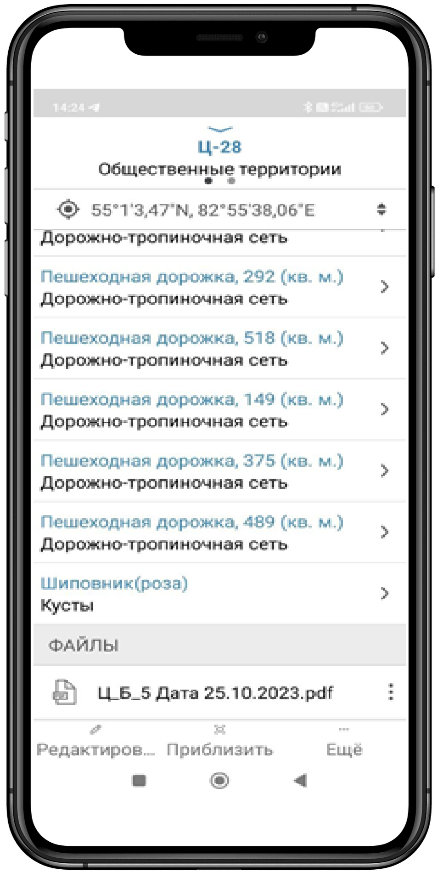 14:24
Ц-28
Общественные территории
55°1'3,47"N, 82°55'38,06"E
Дорожно-тропиночная сеть
Пешеходная дорожка, 292 (кв. м.)
Дорожно-тропиночная сеть
Пешеходная дорожка, 518 (кв. м.)
Дорожно-тропиночная сеть
Пешеходная дорожка, 149 (кв. м.)
Дорожно-тропиночная сеть
Пешеходная дорожка, 375 (кв. м.)
Дорожно-тропиночная сеть
Пешеходная дорожка, 489 (кв. м.)
Дорожно-тропиночная сеть
Шиповник(роза)
Кусты
ФАЙЛЫ
Ц_Б_5 Дата 25.10.2023.pdf
Редактиров... Приблизить Ещё